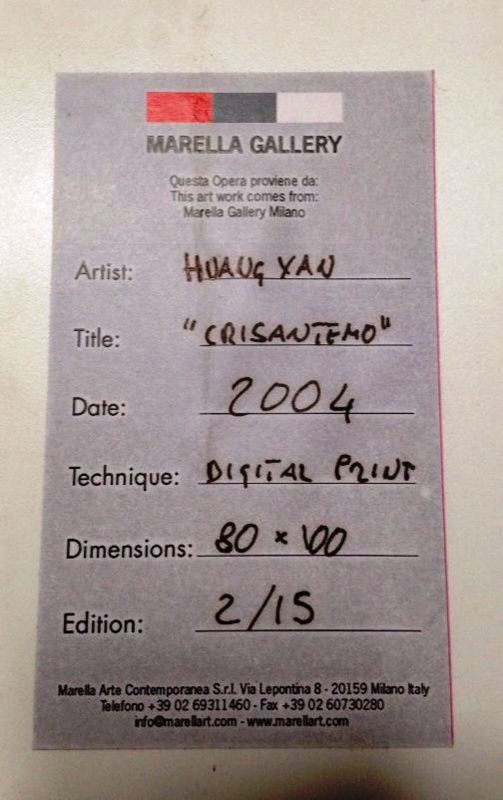 MARELLA GALLERY
Questa Opera proviene da:
This art work comes from:
Marella Gallery Milano
Artist: HUANG YAN
Title: "CRISANTEMO"
Date: 2004
Technique: DIGITAL PRINT
Dimensions: 80 ×
Edition: 2/15
Marella Arte Contemporanea S.r.l. Via Lepontina 8 - 20159 Milano Italy
Telefono +39 02 69311460 - Fax +39 02 60730280
info@marellart.com - www.marellart.com